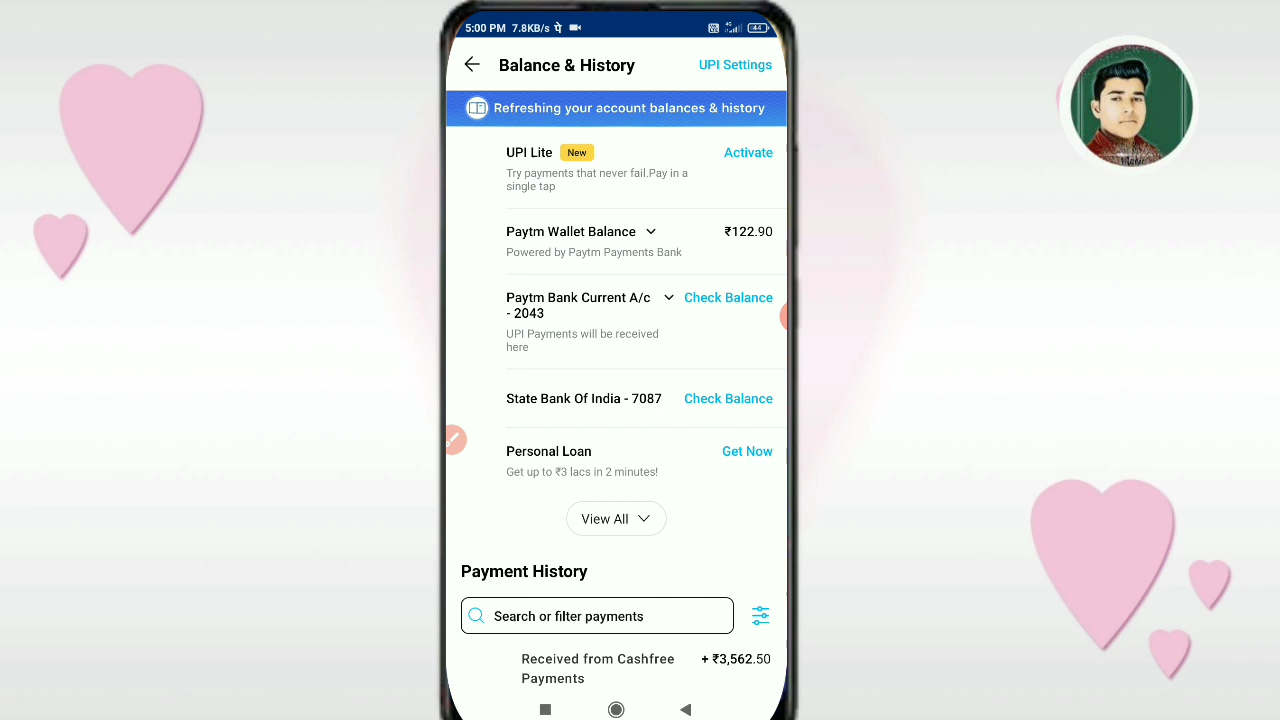 5:00 PM 7.8KB/s पे 4G 44
Balance & History UPI Settings
Refreshing your account balances & history
UPI Lite New Activate
Try payments that never fail.Pay in a
single tap
Paytm Wallet Balance ₹122.90
Powered by Paytm Payments Bank
Paytm Bank Current A/c Check Balance
- 2043
UPI Payments will be received
here
State Bank Of India - 7087 Check Balance
Personal Loan Get Now
Get up to ₹3 lacs in 2 minutes!
View All
Payment History
Search or filter payments
Received from Cashfree + ₹3,562.50
Payments